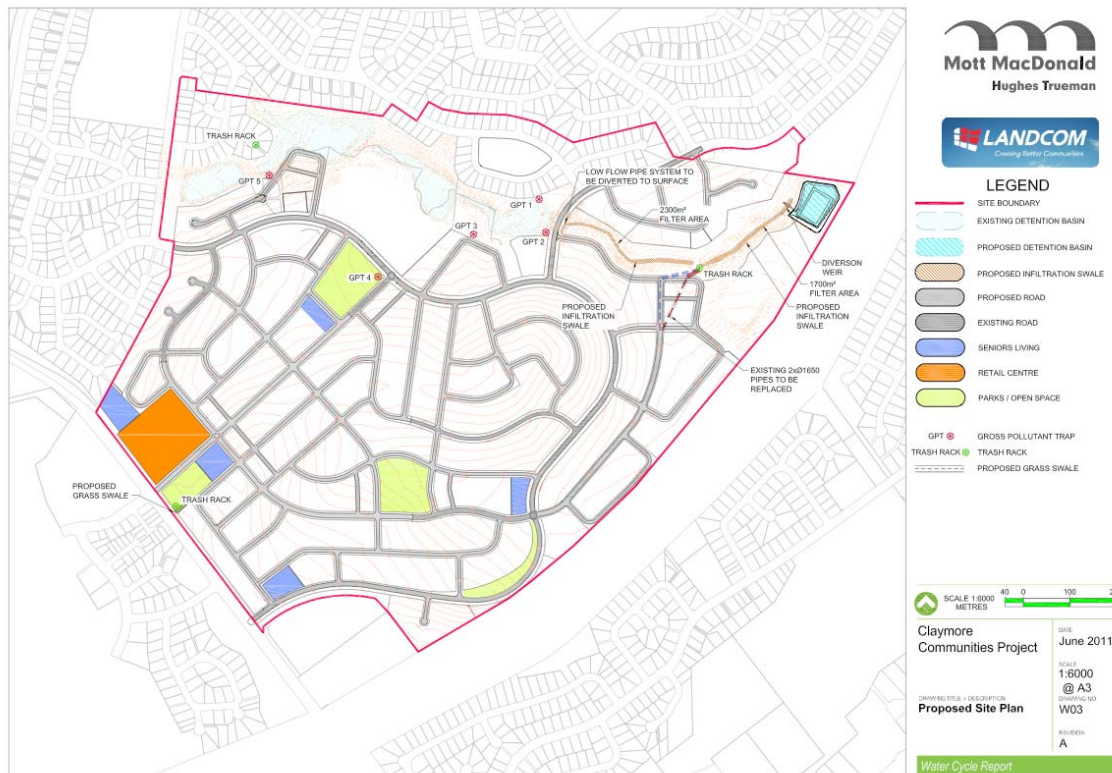 TRASH RACK
GPT 5
LOW FLOW PIPE SYSTEM TO
BE DIVERTED TO SURFACE
GPT 1
2300m²
FILTER AREA
GPT 3
GPT 2
GPT 4
DIVERSON
WEIR
TRASH RACK
1700m²
FILTER AREA
PROPOSED
INFILTRATION
SWALE
PROPOSED
INFILTRATION
SWALE
EXISTING 2xØ1650
PIPES TO BE
REPLACED
PROPOSED
GRASS SWALE
TRASH RACK
Mott MacDonald
Hughes Trueman
LANDCOM
Creating Better Communities
LEGEND
SITE BOUNDARY
EXISTING DETENTION BASIN
PROPOSED DETENTION BASIN
PROPOSED INFILTRATION SWALE
PROPOSED ROAD
EXISTING ROAD
SENIORS LIVING
RETAIL CENTRE
PARKS / OPEN SPACE
GPT GROSS POLLUTANT TRAP
TRASH RACK TRASH RACK
PROPOSED GRASS SWALE
SCALE 1:6000
METRES
40 0 100
Claymore
Communities Project
DATE
June 2011
SCALE
1:6000
@ A3
DRAWING TITLE + DESCRIPTION
Proposed Site Plan
DRAWING NO
W03
REVISION
A
Water Cycle Report